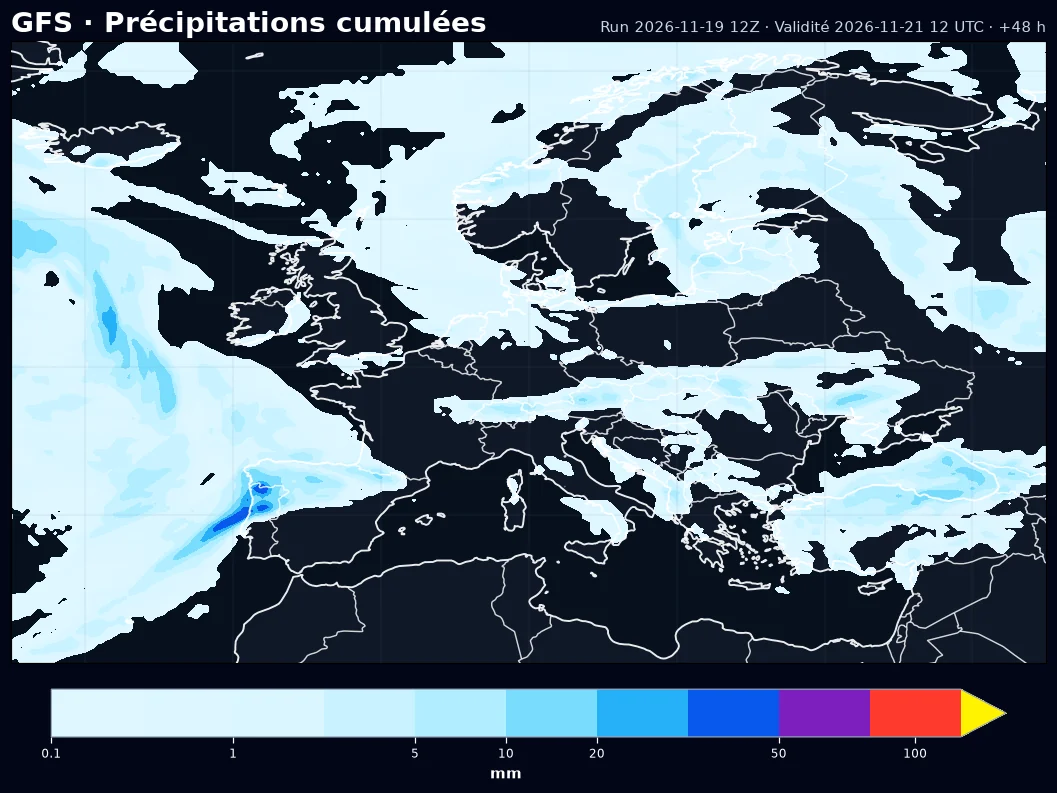 GFS · Précipitations cumulées
Run 2026-11-19 12Z · Validité 2026-11-21 12 UTC · +48 h
0.1 1 5 10 20 50 100
mm